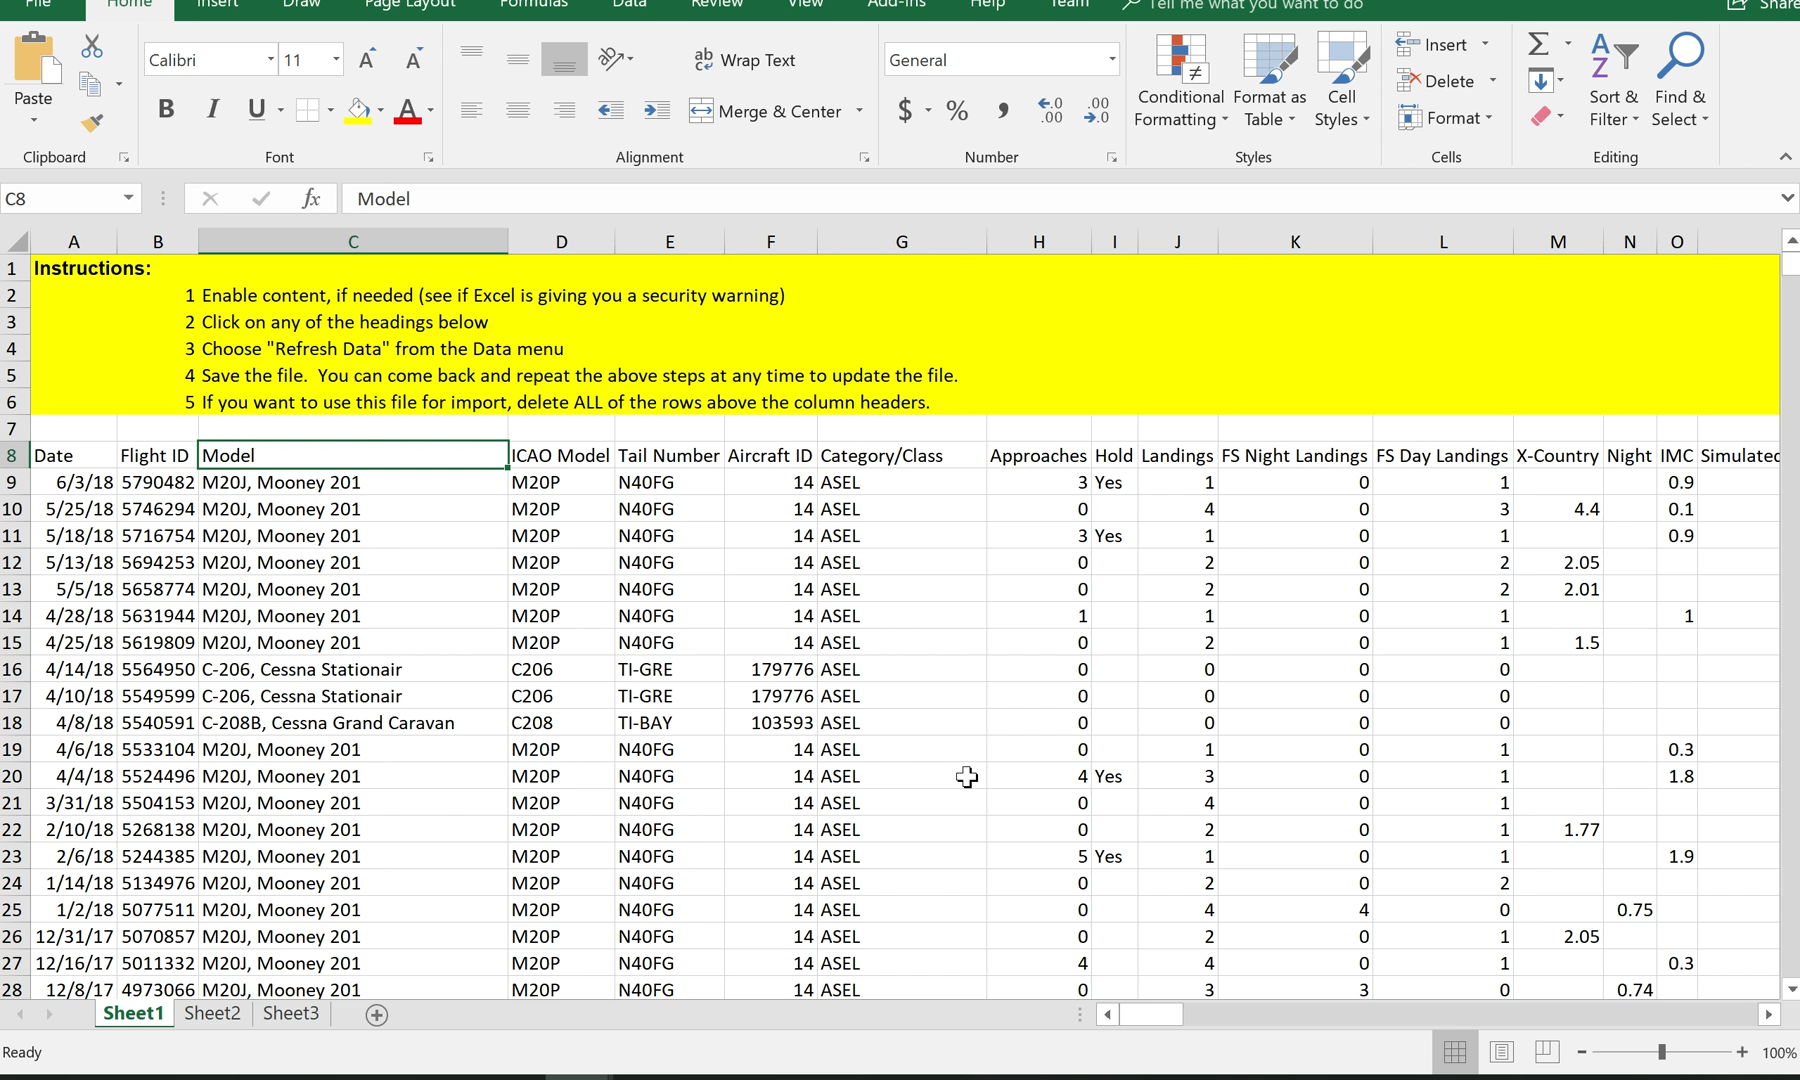 File Home Insert Draw Page Layout Formulas Data Review View Add-ins Help Team Tell me what you want to do Share
Paste
Clipboard
Calibri 11
Font
Wrap Text
Merge & Center
Alignment
General
$ % ,
Number
Conditional Formatting
Format as Table
Cell Styles
Styles
Insert
Delete
Format
Cells
Sort & Filter
Find & Select
Editing
C8 fx Model
A B C D E F G H I J K L M N O
1 Instructions:
2 1 Enable content, if needed (see if Excel is giving you a security warning)
3 2 Click on any of the headings below
4 3 Choose "Refresh Data" from the Data menu
5 4 Save the file.  You can come back and repeat the above steps at any time to update the file.
6 5 If you want to use this file for import, delete ALL of the rows above the column headers.
7
8 Date Flight ID Model ICAO Model Tail Number Aircraft ID Category/Class Approaches Hold Landings FS Night Landings FS Day Landings X-Country Night IMC Simulated
9 6/3/18 5790482 M20J, Mooney 201 M20P N40FG 14 ASEL 3 Yes 1 0 1 0.9
10 5/25/18 5746294 M20J, Mooney 201 M20P N40FG 14 ASEL 0 4 0 3 4.4 0.1
11 5/18/18 5716754 M20J, Mooney 201 M20P N40FG 14 ASEL 3 Yes 1 0 1 0.9
12 5/13/18 5694253 M20J, Mooney 201 M20P N40FG 14 ASEL 0 2 0 2 2.05
13 5/5/18 5658774 M20J, Mooney 201 M20P N40FG 14 ASEL 0 2 0 2 2.01
14 4/28/18 5631944 M20J, Mooney 201 M20P N40FG 14 ASEL 1 1 0 1 1
15 4/25/18 5619809 M20J, Mooney 201 M20P N40FG 14 ASEL 0 2 0 1 1.5
16 4/14/18 5564950 C-206, Cessna Stationair C206 TI-GRE 179776 ASEL 0 0 0 0
17 4/10/18 5549599 C-206, Cessna Stationair C206 TI-GRE 179776 ASEL 0 0 0 0
18 4/8/18 5540591 C-208B, Cessna Grand Caravan C208 TI-BAY 103593 ASEL 0 0 0 0
19 4/6/18 5533104 M20J, Mooney 201 M20P N40FG 14 ASEL 0 1 0 1 0.3
20 4/4/18 5524496 M20J, Mooney 201 M20P N40FG 14 ASEL 4 Yes 3 0 1 1.8
21 3/31/18 5504153 M20J, Mooney 201 M20P N40FG 14 ASEL 0 4 0 1
22 2/10/18 5268138 M20J, Mooney 201 M20P N40FG 14 ASEL 0 2 0 1 1.77
23 2/6/18 5244385 M20J, Mooney 201 M20P N40FG 14 ASEL 5 Yes 1 0 1 1.9
24 1/14/18 5134976 M20J, Mooney 201 M20P N40FG 14 ASEL 0 2 0 2
25 1/2/18 5077511 M20J, Mooney 201 M20P N40FG 14 ASEL 0 4 4 0 0.75
26 12/31/17 5070857 M20J, Mooney 201 M20P N40FG 14 ASEL 0 2 0 1 2.05
27 12/16/17 5011332 M20J, Mooney 201 M20P N40FG 14 ASEL 4 4 0 1 0.3
28 12/8/17 4973066 M20J, Mooney 201 M20P N40FG 14 ASEL 0 3 3 0 0.74
Sheet1 Sheet2 Sheet3
Ready 100%